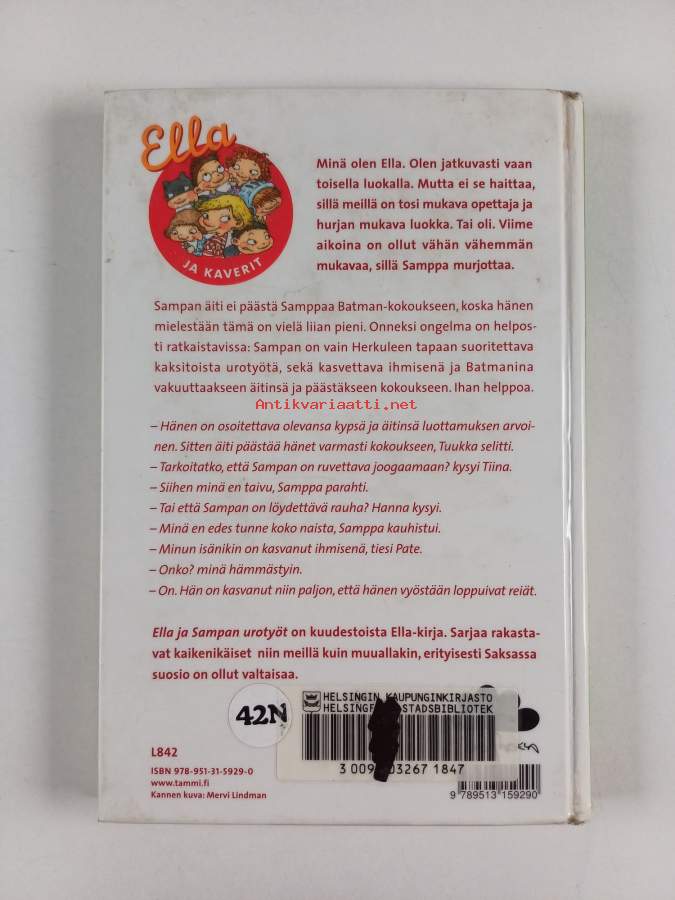 Ella
JA KAVERIT
Minä olen Ella. Olen jatkuvasti vaan
toisella luokalla. Mutta ei se haittaa,
sillä meillä on tosi mukava opettaja ja
hurjan mukava luokka. Tai oli. Viime
aikoina on ollut vähän vähemmän
mukavaa, sillä Samppa murjottaa.
Sampan äiti ei päästä Samppaa Batman-kokoukseen, koska hänen
mielestään tämä on vielä liian pieni. Onneksi ongelma on helpos-
ti ratkaistavissa: Sampan on vain Herkuleen tapaan suoritettava
kaksitoista urotyötä, sekä kasvettava ihmisenä ja Batmanina
vakuuttaakseen äitinsä ja päästäkseen kokoukseen. Ihan helppoa.
Antikvariaatti.net
– Hänen on osoitettava olevansa kypsä ja äitinsä luottamuksen arvoi-
nen. Sitten äiti päästää hänet varmasti kokoukseen, Tuukka selitti.
– Tarkoitatko, että Sampan on ruvettava joogaamaan? kysyi Tiina.
– Siihen minä en taivu, Samppa parahti.
– Tai että Sampan on löydettävä rauha? Hanna kysyi.
– Minä en edes tunne koko naista, Samppa kauhistui.
– Minun isänikin on kasvanut ihmisenä, tiesi Pate.
– Onko? minä hämmästyin.
– On. Hän on kasvanut niin paljon, että hänen vyöstään loppuivat reiät.
Ella ja Sampan urotyöt on kuudestoista Ella-kirja. Sarjaa rakasta-
vat kaikenikäiset niin meillä kuin muuallakin, erityisesti Saksassa
suosio on ollut valtaisaa.
42N
HELSINGIN KAUPUNGINKIRJASTO
HELSINGF STADSBIBLIOTEK
3 009 03267 1847
L842
ISBN 978-951-31-5929-0
www.tammi.fi
Kannen kuva: Mervi Lindman
9 789513 159290